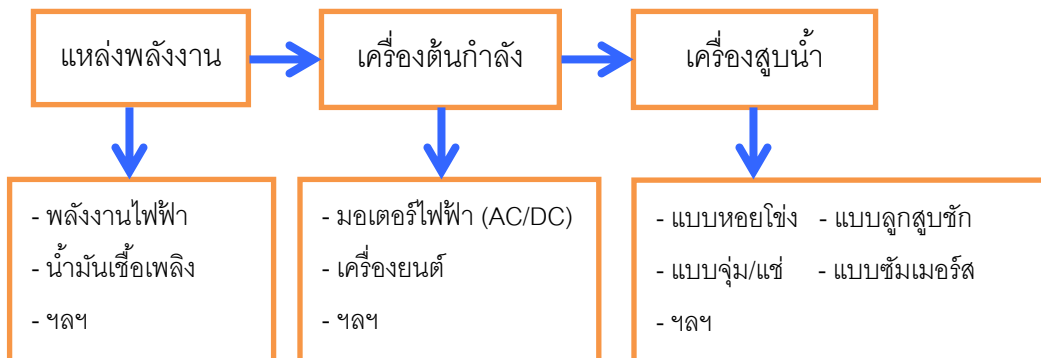 แหล่งพลังงาน
เครื่องต้นกำลัง
เครื่องสูบน้ำ
- พลังงานไฟฟ้า
- น้ำมันเชื้อเพลิง
- ฯลฯ
- มอเตอร์ไฟฟ้า (AC/DC)
- เครื่องยนต์
- ฯลฯ
- แบบหอยโข่ง - แบบลูกสูบชัก
- แบบจุ่ม/แช่ - แบบซัมเมอร์ส
- ฯลฯ